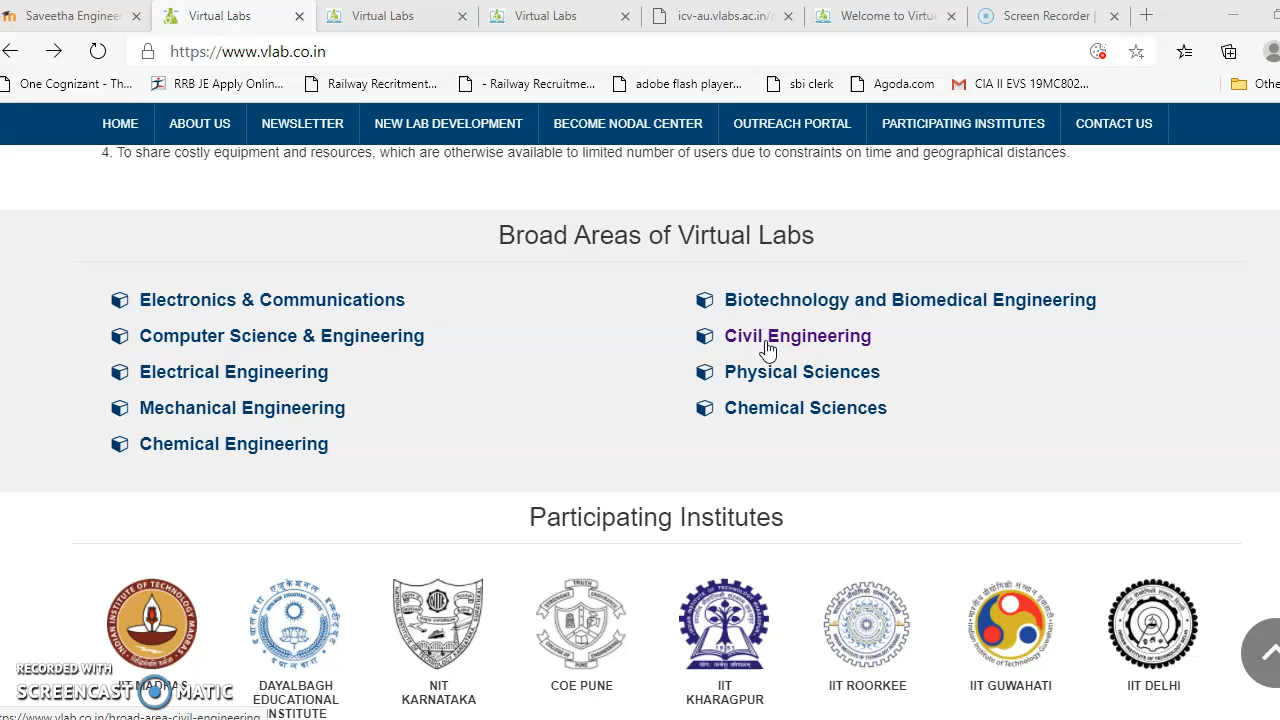 Saveetha Enginee
Virtual Labs
Virtual Labs
Virtual Labs
icv-au.vlabs.ac.in/
Welcome to Virtu
Screen Recorder |
https://www.vlab.co.in
One Cognizant - Th...
RRB JE Apply Onlin...
Railway Recruitment...
- Railway Recruitme...
adobe flash player...
sbi clerk
Agoda.com
CIA II EVS 19MC802...
Othe
HOME
ABOUT US
NEWSLETTER
NEW LAB DEVELOPMENT
BECOME NODAL CENTER
OUTREACH PORTAL
PARTICIPATING INSTITUTES
CONTACT US
4. To share costly equipment and resources, which are otherwise available to limited number of users due to constraints on time and geographical distances.
Broad Areas of Virtual Labs
Electronics & Communications
Computer Science & Engineering
Electrical Engineering
Mechanical Engineering
Chemical Engineering
Biotechnology and Biomedical Engineering
Civil Engineering
Physical Sciences
Chemical Sciences
Participating Institutes
IIT MADRAS
DAYALBAGH
EDUCATIONAL
INSTITUTE
NIT
KARNATAKA
COE PUNE
IIT
KHARAGPUR
IIT ROORKEE
IIT GUWAHATI
IIT DELHI
RECORDED WITH
SCREENCAST MATIC
ttps://www.vlab.co.in/broad-area-civil-engineering